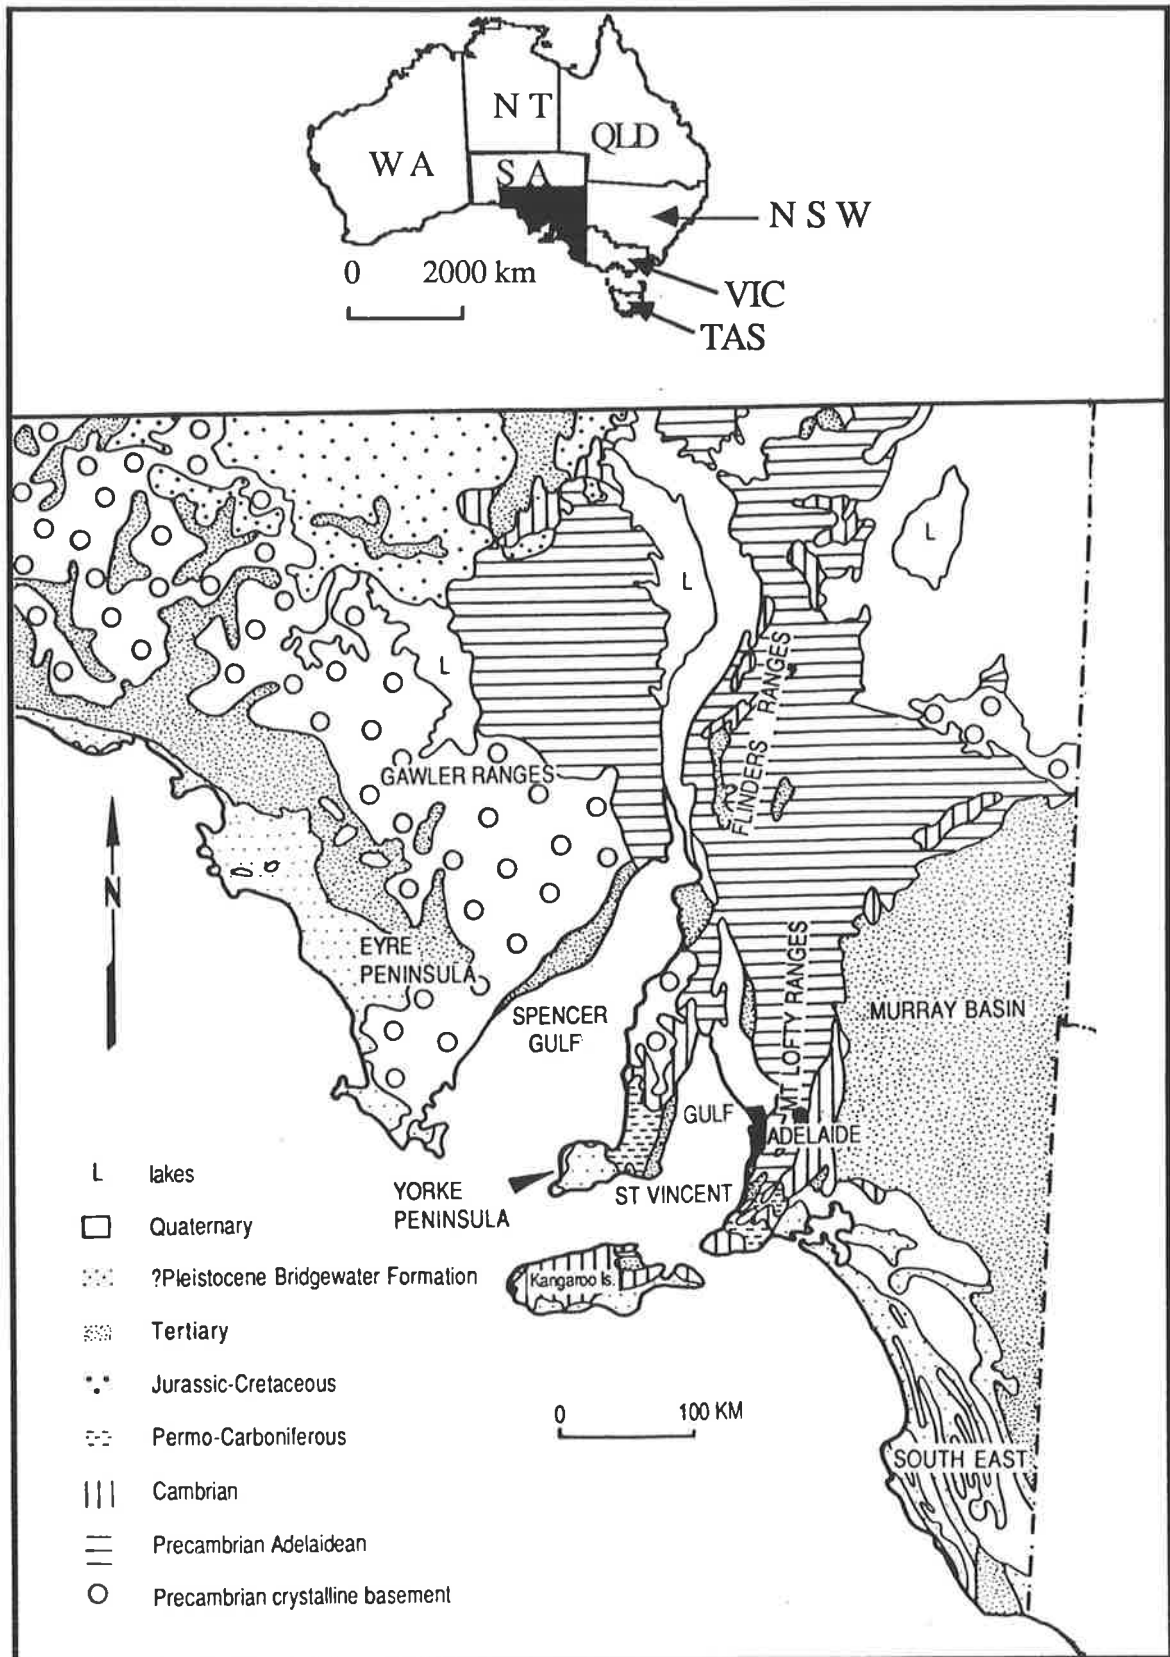 N T
QLD
W A
S A
N S W
0 2000 km
VIC
TAS
L
L
L
FLINDERS RANGES
GAWLER RANGES
N
EYRE
PENINSULA
MT LOFTY RANGES
SPENCER
GULF
MURRAY BASIN
GULF
ADELAIDE
ST VINCENT
YORKE
PENINSULA
Kangaroo Is.
0 100 KM
SOUTH EAST
L lakes
Quaternary
?Pleistocene Bridgewater Formation
Tertiary
Jurassic-Cretaceous
Permo-Carboniferous
Cambrian
Precambrian Adelaidean
Precambrian crystalline basement